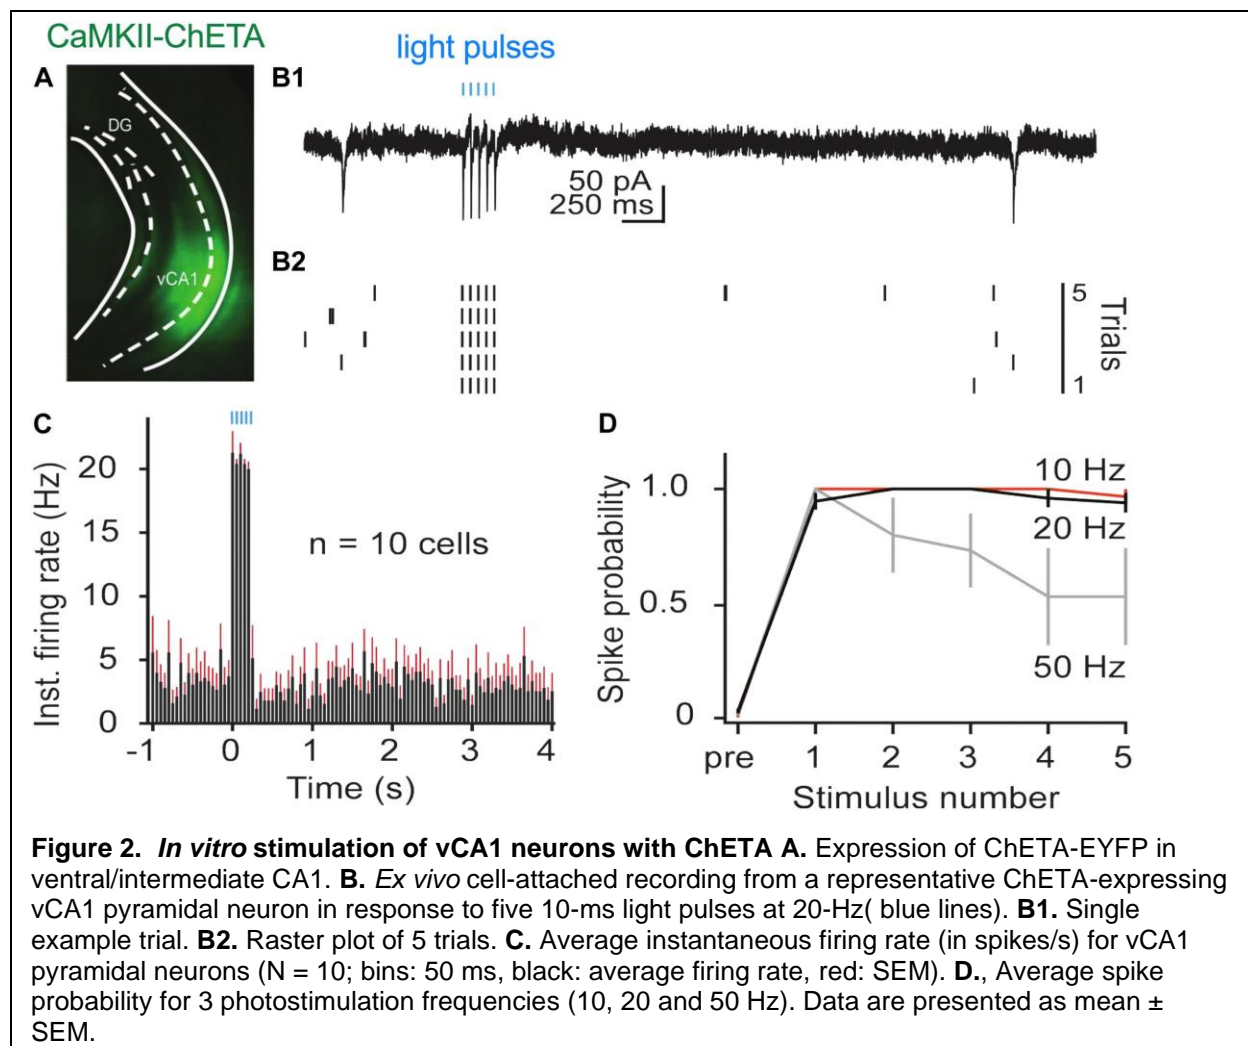 CaMKII-ChETA
light pulses
A
DG
vCA1
B1
50 pA
250 ms
B2
5
Trials
1
C
Inst. firing rate (Hz)
20
15
10
5
0
n = 10 cells
-1
0
1
2
3
4
Time (s)
D
Spike probability
1.0
0.5
0
10 Hz
20 Hz
50 Hz
pre
1
2
3
4
5
Stimulus number
Figure 2. In vitro stimulation of vCA1 neurons with ChETA A. Expression of ChETA-EYFP in
ventral/intermediate CA1. B. Ex vivo cell-attached recording from a representative ChETA-expressing
vCA1 pyramidal neuron in response to five 10-ms light pulses at 20-Hz( blue lines). B1. Single
example trial. B2. Raster plot of 5 trials. C. Average instantaneous firing rate (in spikes/s) for vCA1
pyramidal neurons (N = 10; bins: 50 ms, black: average firing rate, red: SEM). D., Average spike
probability for 3 photostimulation frequencies (10, 20 and 50 Hz). Data are presented as mean ±
SEM.